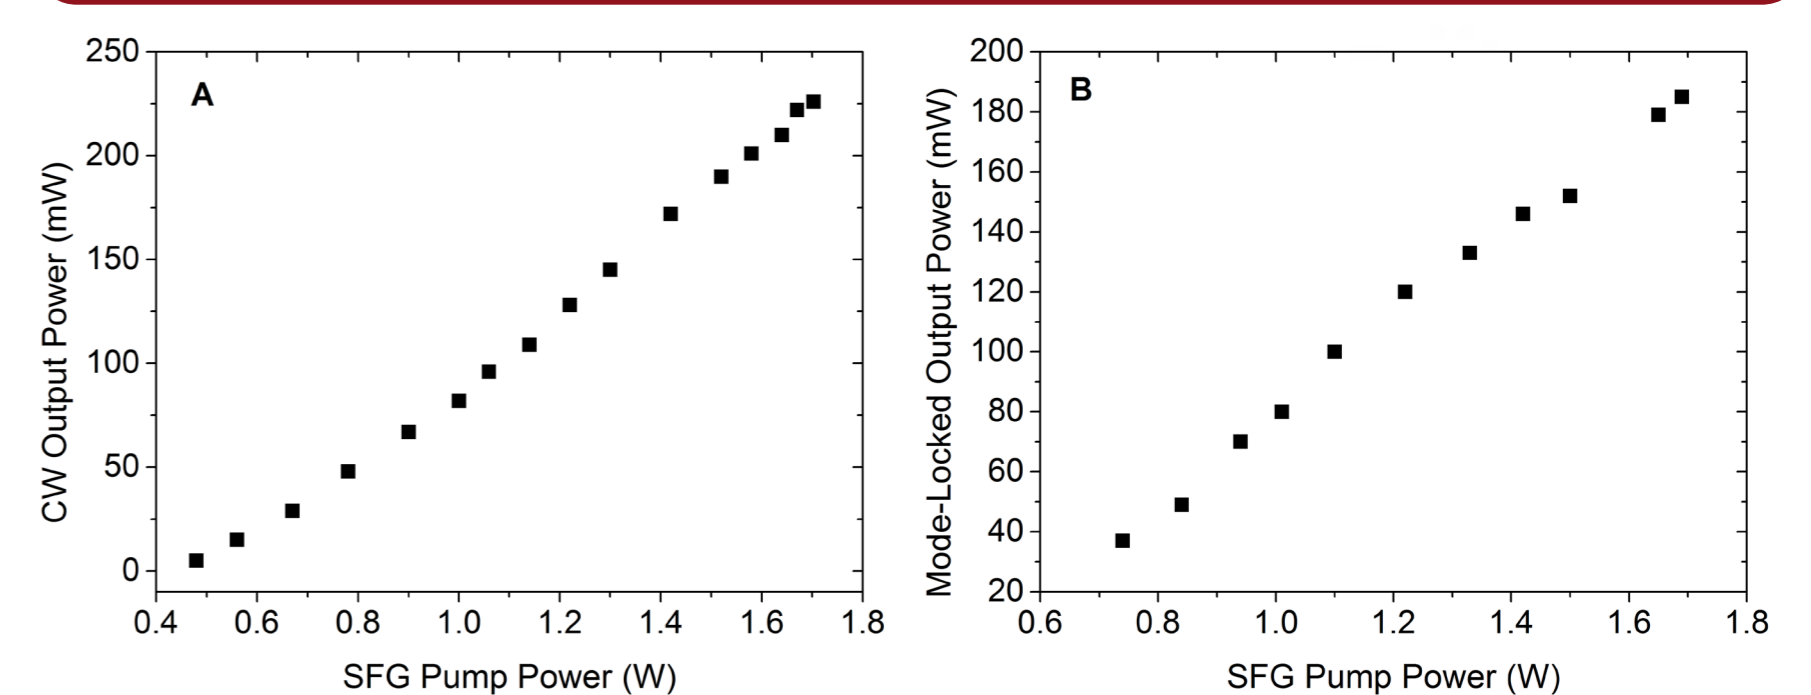 A
CW Output Power (mW)
250
200
150
100
50
0
0.4 0.6 0.8 1.0 1.2 1.4 1.6 1.8
SFG Pump Power (W)
B
Mode-Locked Output Power (mW)
200
180
160
140
120
100
80
60
40
20
0.6 0.8 1.0 1.2 1.4 1.6 1.8
SFG Pump Power (W)